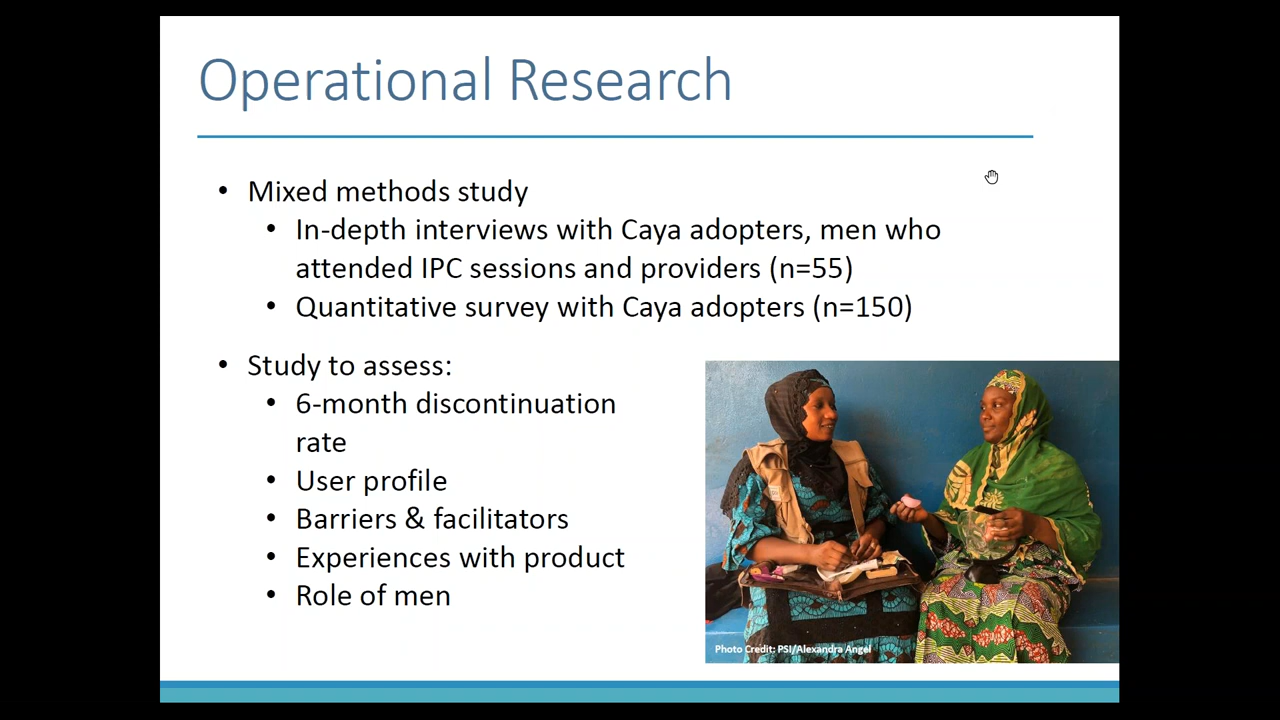 Operational Research
• Mixed methods study
• In-depth interviews with Caya adopters, men who
attended IPC sessions and providers (n=55)
• Quantitative survey with Caya adopters (n=150)
• Study to assess:
• 6-month discontinuation
rate
• User profile
• Barriers & facilitators
• Experiences with product
• Role of men
Photo Credit: PSI/Alexandra Angel